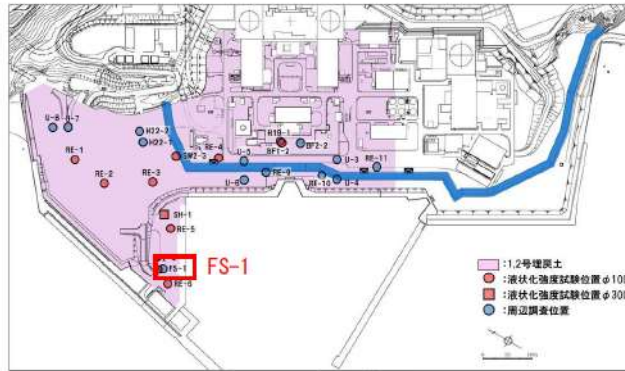 U-8
U-7
H22-2
H22-7
RE-1
SW2-3
RE-4
H19-1
BF1-2
BF2-2
U-5
U-3
RE-11
RE-2
RE-3
U-6
RE-9
RE-10
U-4
SH-1
RE-5
FS-1
FS-1
RE-6
:1,2号埋戻土
:液状化強度試験位置φ100
:液状化強度試験位置φ300
:周辺調査位置